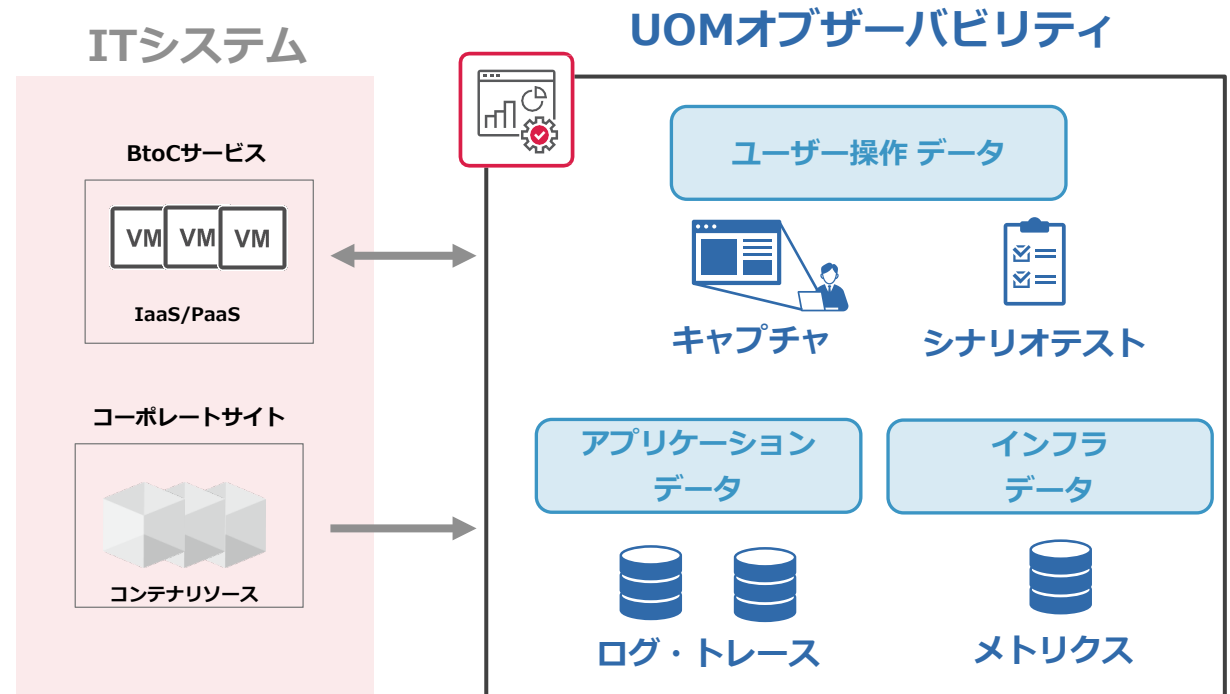 ITシステム
UOMオブザーバビリティ
BtoCサービス
VM VM VM
IaaS/PaaS
コーポレートサイト
コンテナリソース
ユーザー操作 データ
キャプチャ
シナリオテスト
アプリケーション
データ
インフラ
データ
ログ・トレース
メトリクス